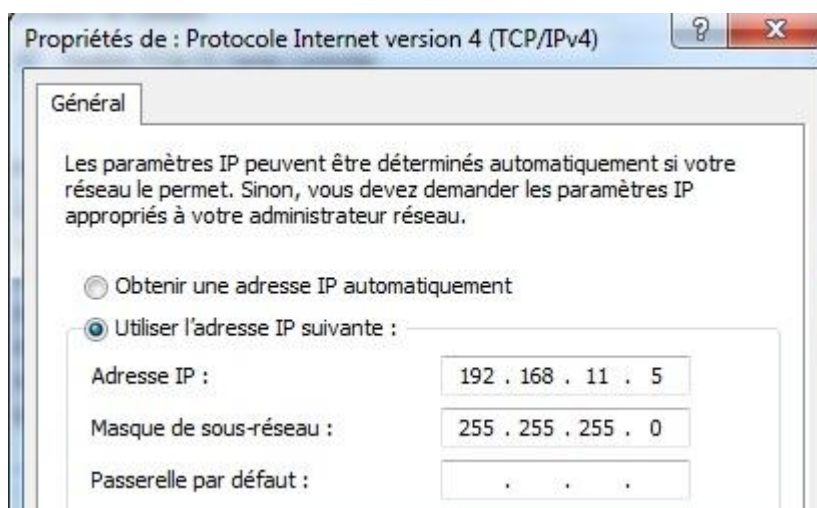 Propriétés de : Protocole Internet version 4 (TCP/IPv4)
?
X
Général
Les paramètres IP peuvent être déterminés automatiquement si votre
réseau le permet. Sinon, vous devez demander les paramètres IP
appropriés à votre administrateur réseau.
Obtenir une adresse IP automatiquement
Utiliser l'adresse IP suivante :
Adresse IP : 192 . 168 . 11 . 5
Masque de sous-réseau : 255 . 255 . 255 . 0
Passerelle par défaut : . . .